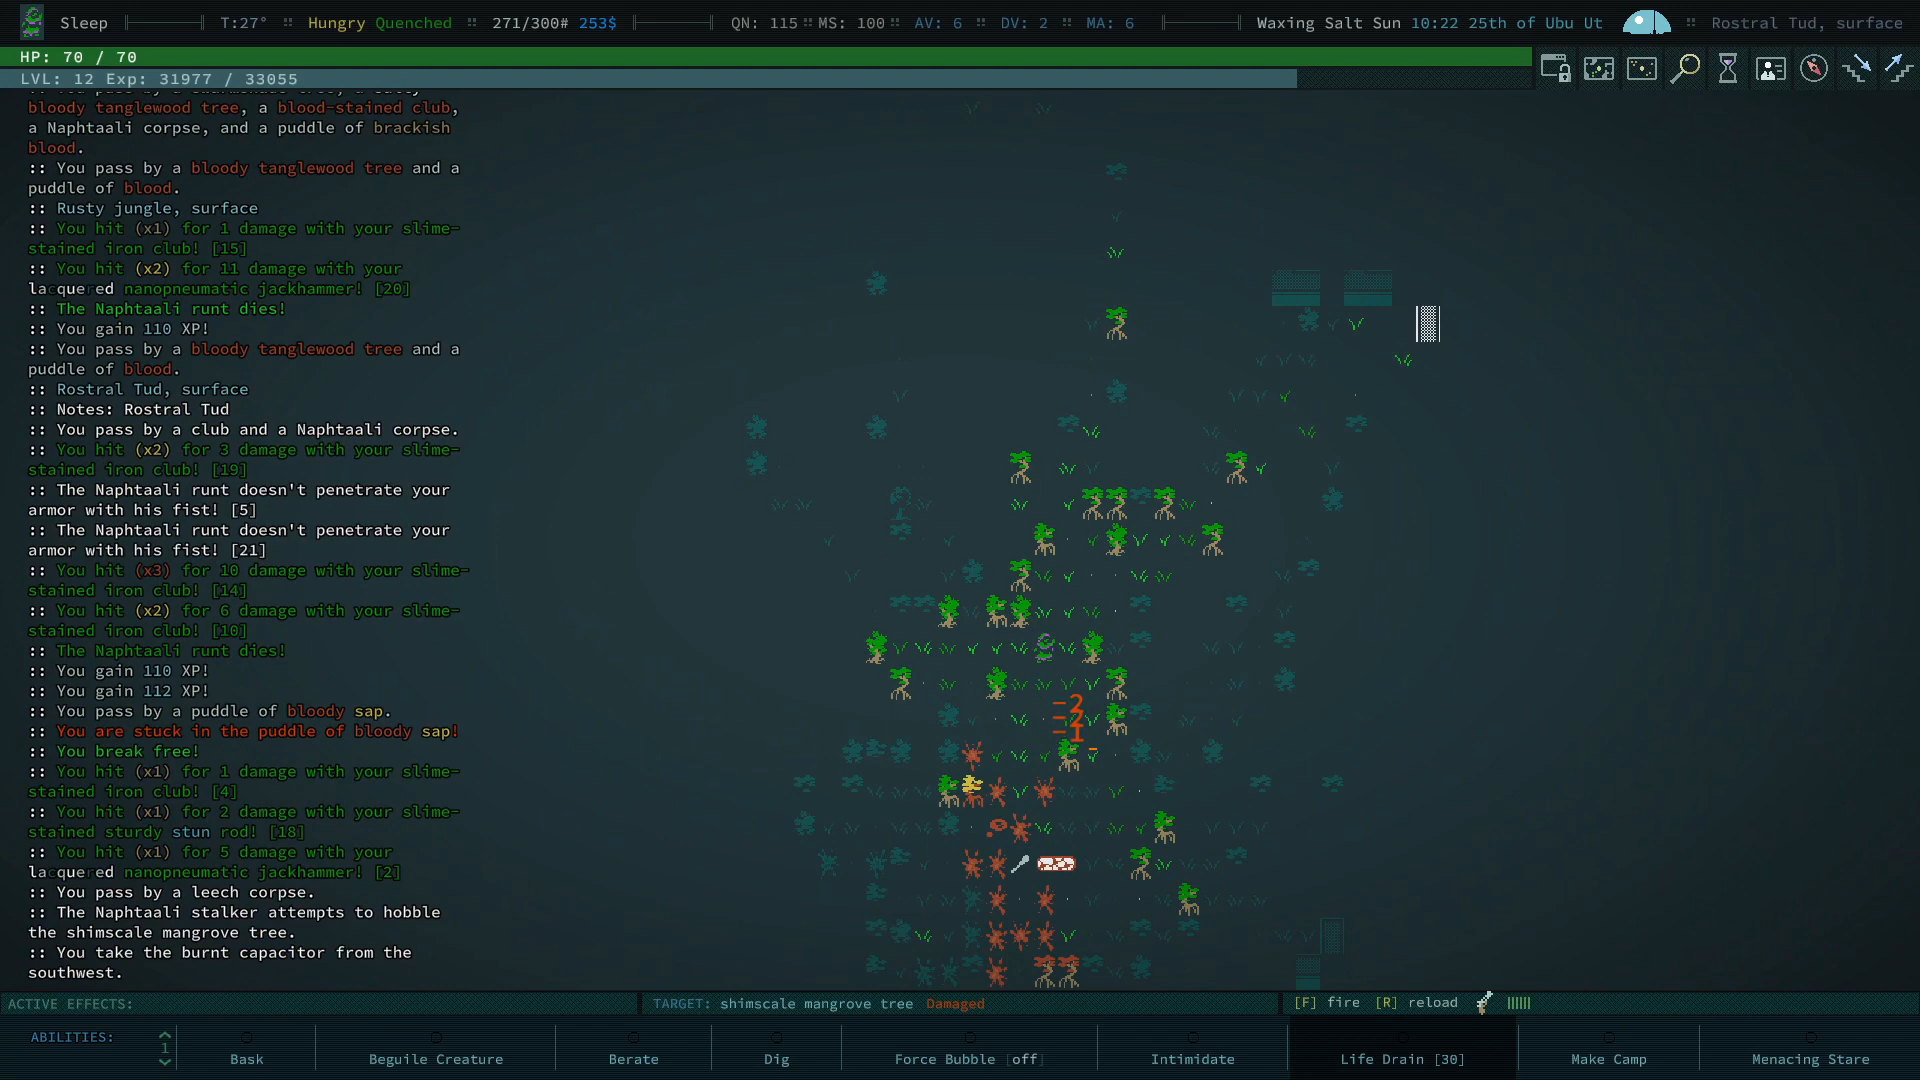 Sleep T:27° :: Hungry Quenched :: 271/300# 253$ QN: 115 :: MS: 100 :: AV: 6 :: DV: 2 :: MA: 6 Waxing Salt Sun 10:22 25th of Ubu Ut :: Rostral Tud, surface
HP: 70 / 70
LVL: 12 Exp: 31977 / 33055
bloody tanglewood tree, a blood-stained club,
a Naphtaali corpse, and a puddle of brackish
blood.
:: You pass by a bloody tanglewood tree and a
puddle of blood.
:: Rusty jungle, surface
:: You hit (x1) for 1 damage with your slime-
stained iron club! [15]
:: You hit (x2) for 11 damage with your
lacquered nanopneumatic jackhammer! [20]
:: The Naphtaali runt dies!
:: You gain 110 XP!
:: You pass by a bloody tanglewood tree and a
puddle of blood.
:: Rostral Tud, surface
:: Notes: Rostral Tud
:: You pass by a club and a Naphtaali corpse.
:: You hit (x2) for 3 damage with your slime-
stained iron club! [19]
:: The Naphtaali runt doesn't penetrate your
armor with his fist! [5]
:: The Naphtaali runt doesn't penetrate your
armor with his fist! [21]
:: You hit (x3) for 10 damage with your slime-
stained iron club! [14]
:: You hit (x2) for 6 damage with your slime-
stained iron club! [10]
:: The Naphtaali runt dies!
:: You gain 110 XP!
:: You gain 112 XP!
:: You pass by a puddle of bloody sap.
:: You are stuck in the puddle of bloody sap!
:: You break free!
:: You hit (x1) for 1 damage with your slime-
stained iron club! [4]
:: You hit (x1) for 2 damage with your slime-
stained sturdy stun rod! [18]
:: You hit (x1) for 5 damage with your
lacquered nanopneumatic jackhammer! [2]
:: You pass by a leech corpse.
:: The Naphtaali stalker attempts to hobble
the shimscale mangrove tree.
:: You take the burnt capacitor from the
southwest.
-2
-2
-1
ACTIVE EFFECTS: TARGET: shimscale mangrove tree Damaged [F] fire [R] reload
ABILITIES: 1 Bask Beguile Creature Berate Dig Force Bubble [off] Intimidate Life Drain [30] Make Camp Menacing Stare